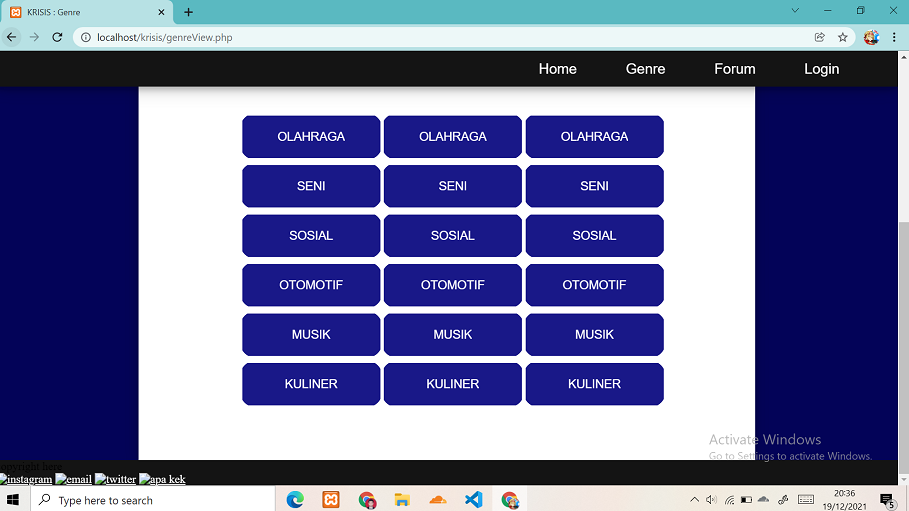 KRISIS : Genre
localhost/krisis/genreView.php
Home Genre Forum Login
OLAHRAGA OLAHRAGA OLAHRAGA
SENI SENI SENI
SOSIAL SOSIAL SOSIAL
OTOMOTIF OTOMOTIF OTOMOTIF
MUSIK MUSIK MUSIK
KULINER KULINER KULINER
Activate Windows
Go to Settings to activate Windows.
opyright here
instagram email twitter apa kek
Type here to search
20:36
19/12/2021
5